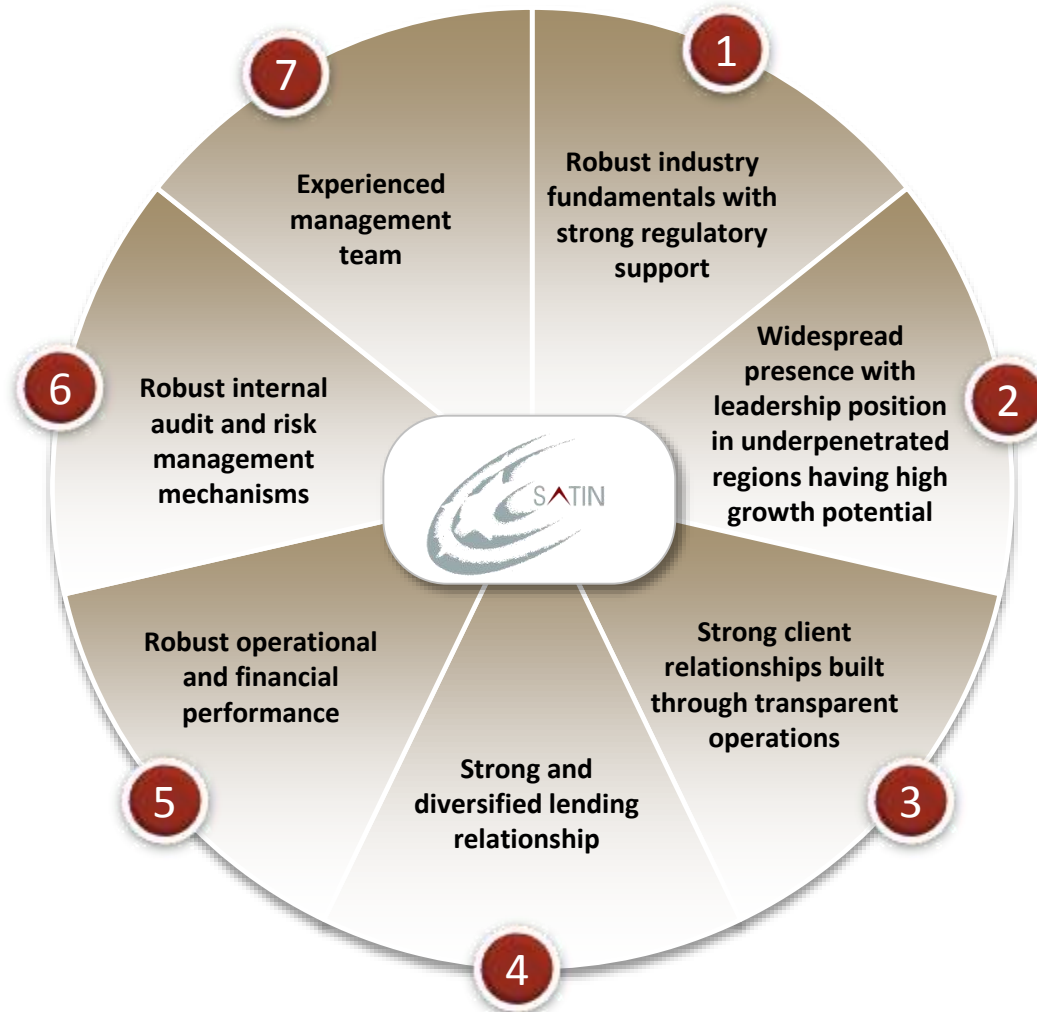 1
Robust industry
fundamentals with
strong regulatory
support
2
Widespread
presence with
leadership position
in underpenetrated
regions having high
growth potential
3
Strong client
relationships built
through transparent
operations
4
Strong and
diversified lending
relationship
5
Robust operational
and financial
performance
6
Robust internal
audit and risk
management
mechanisms
7
Experienced
management
team
SATIN